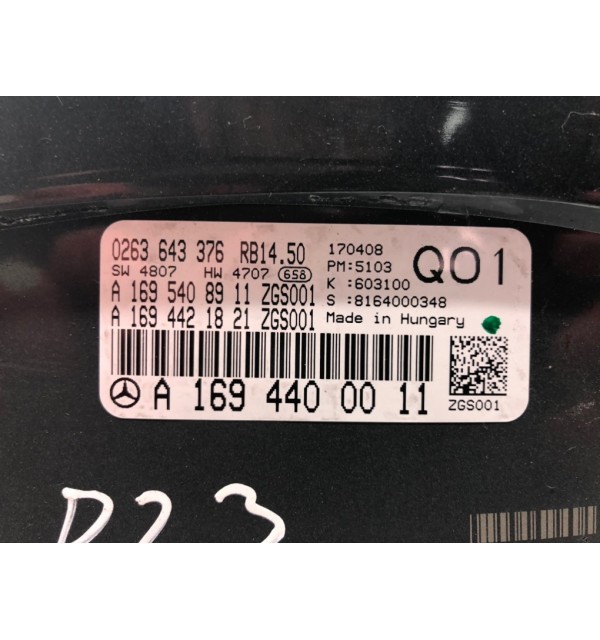 0263 643 376 RB14.50 170408 Q01
SW 4807 HW 4707 658 PM:5103
A 169 540 89 11 ZGS001 K :603100
A 169 442 18 21 ZGS001 S :8164000348
Made in Hungary
A 169 440 00 11
ZGS001